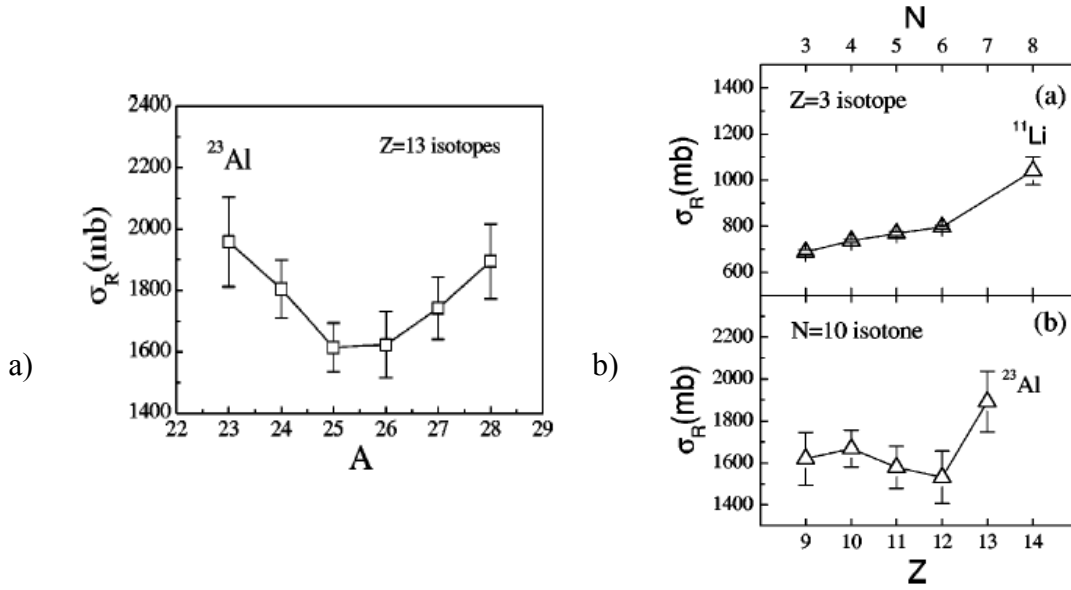 a)
2400
2200
2000
1800
1600
1400
σR(mb)
²³Al
Z=13 isotopes
22 23 24 25 26 27 28 29
A
b)
N
3 4 5 6 7 8
1400
1200
1000
800
600
σR(mb)
Z=3 isotope
(a)
¹¹Li
2200
2000
1800
1600
1400
σR(mb)
N=10 isotone
(b)
²³Al
9 10 11 12 13 14
Z